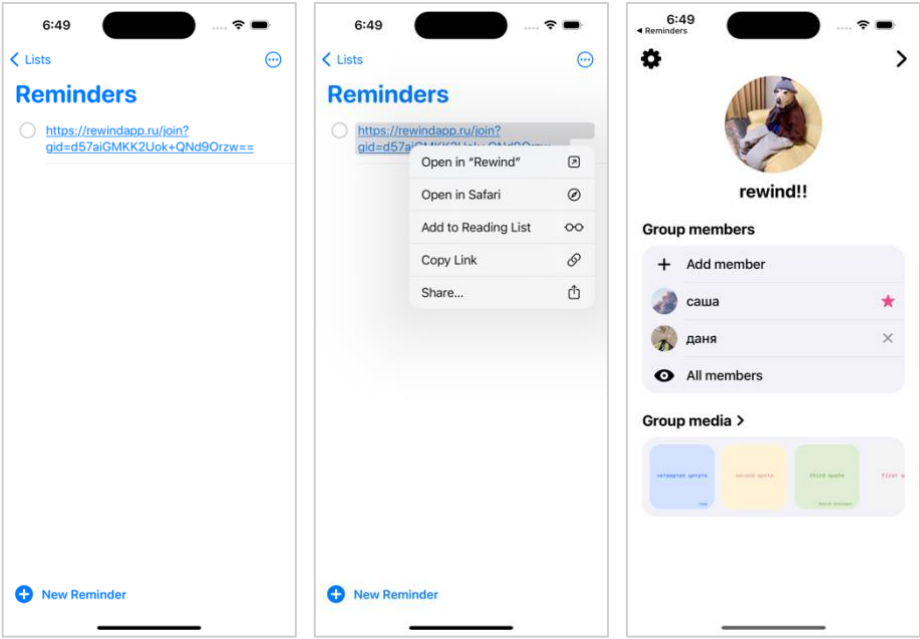 6:49
Lists
Reminders
https://rewindapp.ru/join?
gid=d57aiGMKK2Uok+QNd9Orzw==
New Reminder
6:49
Lists
Reminders
https://rewindapp.ru/join?
Open in “Rewind”
Open in Safari
Add to Reading List
Copy Link
Share...
New Reminder
6:49
Reminders
rewind!!
Group members
Add member
саша
даня
All members
Group media
четвертая цитата
second quote
third quote